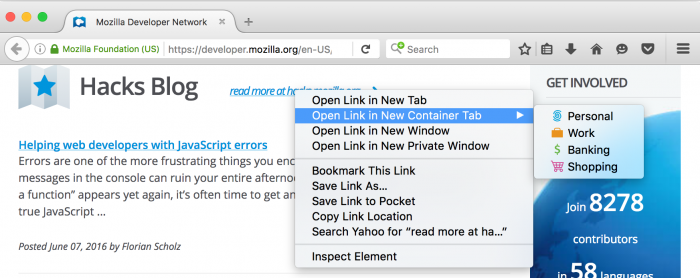 Mozilla Developer Network
Mozilla Foundation (US)
https://developer.mozilla.org/en-US,
Search
Hacks Blog
read more at hacks.mozilla.org
GET INVOLVED
Open Link in New Tab
Open Link in New Container Tab
Open Link in New Window
Open Link in New Private Window
Bookmark This Link
Save Link As...
Save Link to Pocket
Copy Link Location
Search Yahoo for “read more at ha...”
Inspect Element
Personal
Work
Banking
Shopping
Helping web developers with JavaScript errors
Errors are one of the more frustrating things you enc
messages in the console can ruin your entire afternoo
a function” appears yet again, it’s often time to get an
true JavaScript ...
Posted June 07, 2016 by Florian Scholz
Join 8278
contributors
in 58 languages